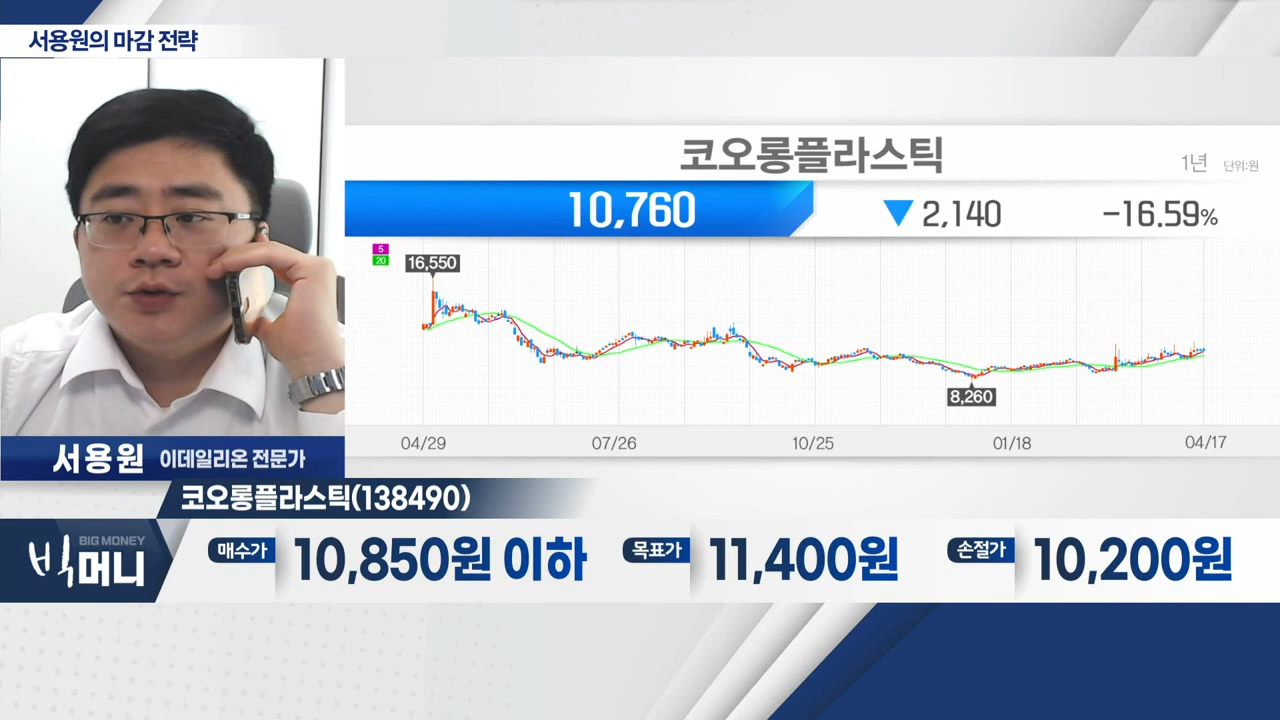 서용원의 마감 전략
코오롱플라스틱
1년 단위:원
10,760 ▼ 2,140 -16.59%
5
20
16,550
8,260
04/29 07/26 10/25 01/18 04/17
서용원 이데일리온 전문가
코오롱플라스틱(138490)
BIG MONEY
빅머니
매수가 10,850원 이하 목표가 11,400원 손절가 10,200원